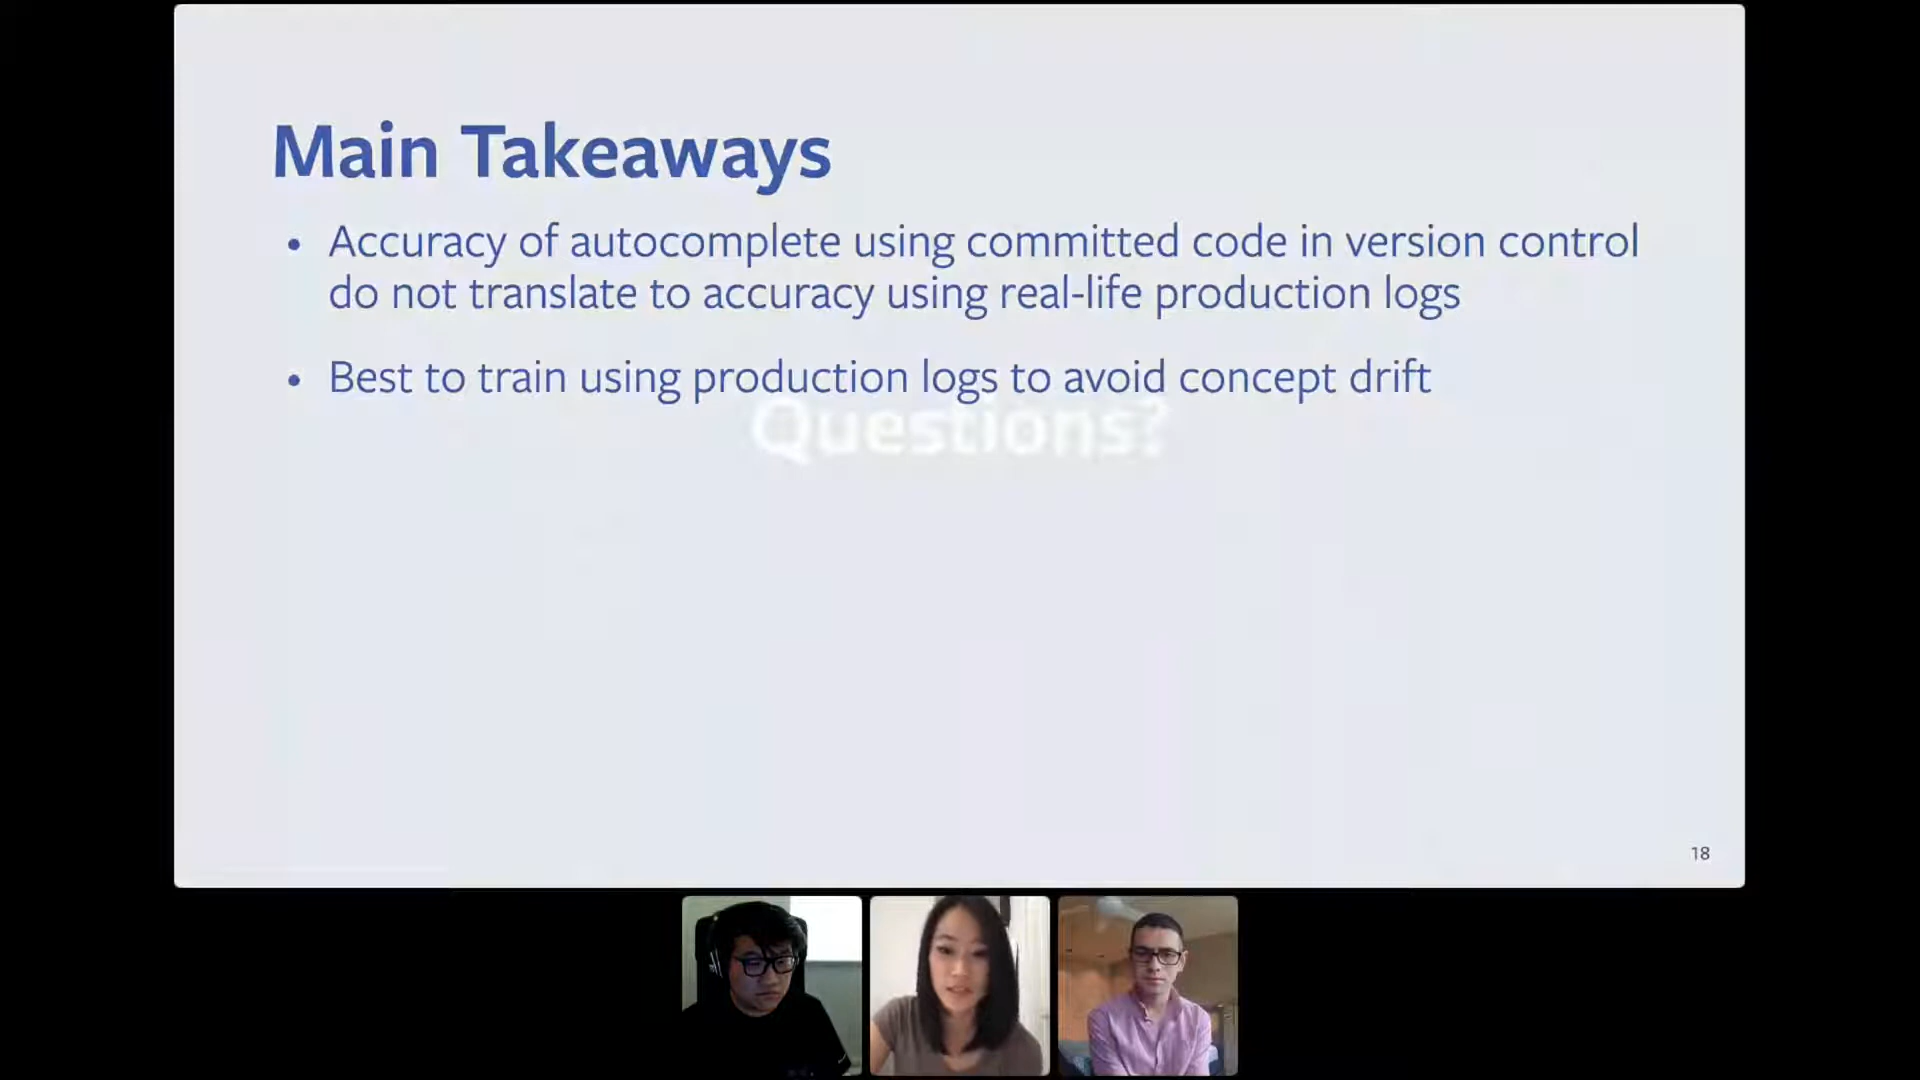 Main Takeaways
• Accuracy of autocomplete using committed code in version control
do not translate to accuracy using real-life production logs
• Best to train using production logs to avoid concept drift
Questions?
18